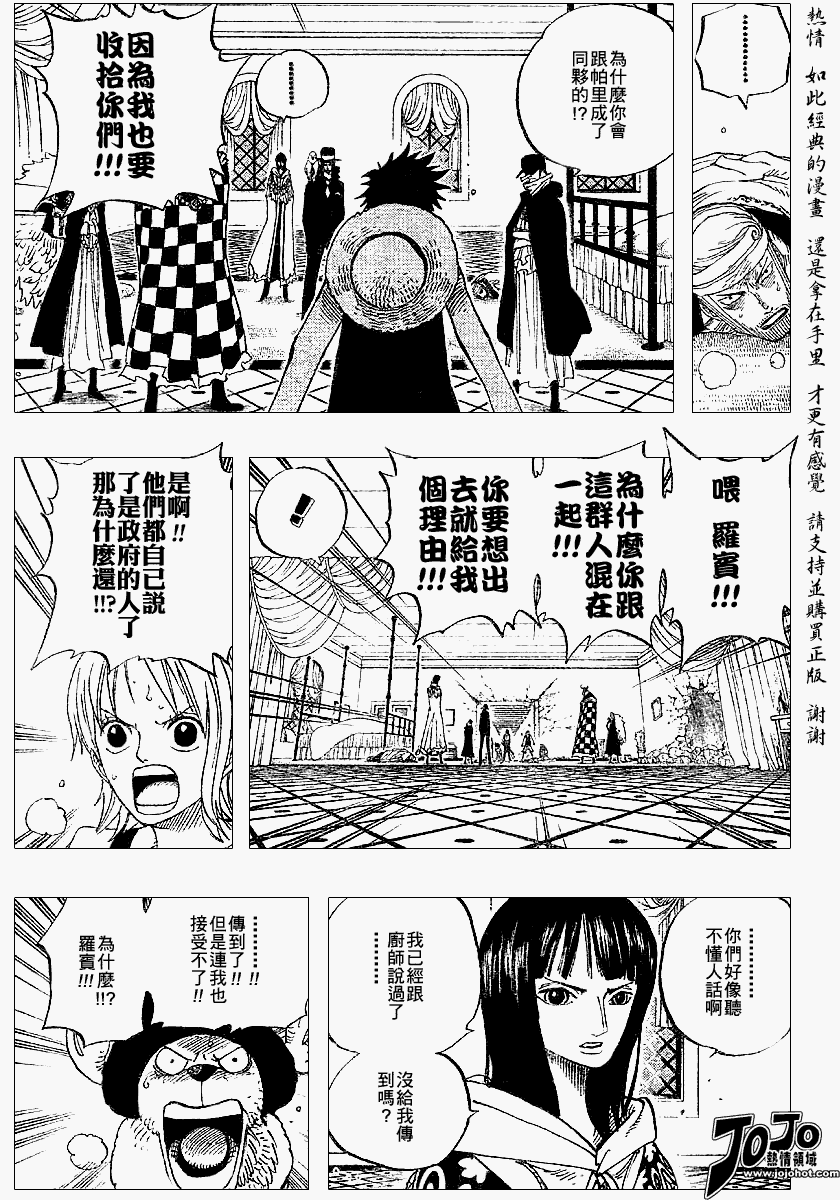 …………
為什麼你會
跟帕里成了
同夥的!?
…………
因為我也要
收拾你們!!!
喂 羅賓!!!
為什麼你跟
這群人混在
一起!!!
你要想出
去就給我
個理由!!!
!
是啊!!
他們都自己說
了是政府的人了
那為什麼還!!?
…………
你們好像聽
不懂人話啊
…………
我已經跟
廚師說過了
…………
沒給我傳
到嗎?
…………!!
傳到了!!
但是連我也
接受不了!!
為什麼!!?
羅賓!!!
熱情 如此經典的漫畫 還是拿在手里 才更有感覺 請支持並購買正版 謝謝
JOJO
熱情領域
www.jojohot.com